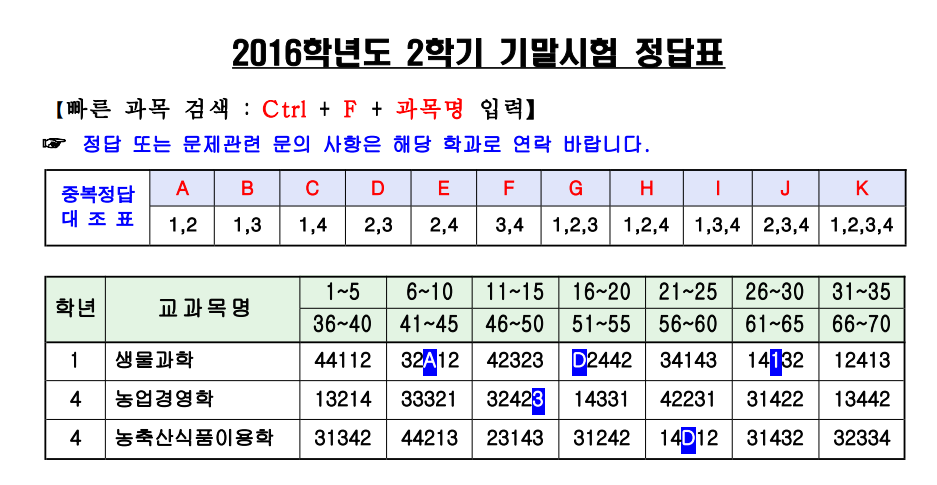 2016학년도 2학기 기말시험 정답표
【빠른 과목 검색 : Ctrl + F + 과목명 입력】
☞ 정답 또는 문제관련 문의 사항은 해당 학과로 연락 바랍니다.
중복정답 A B C D E F G H I J K
대 조 표 1,2 1,3 1,4 2,3 2,4 3,4 1,2,3 1,2,4 1,3,4 2,3,4 1,2,3,4
학년 교과목명 1~5 6~10 11~15 16~20 21~25 26~30 31~35
36~40 41~45 46~50 51~55 56~60 61~65 66~70
1 생물과학 44112 32A12 42323 D2442 34143 14132 12413
4 농업경영학 13214 33321 32423 14331 42231 31422 13442
4 농축산식품이용학 31342 44213 23143 31242 14D12 31432 32334